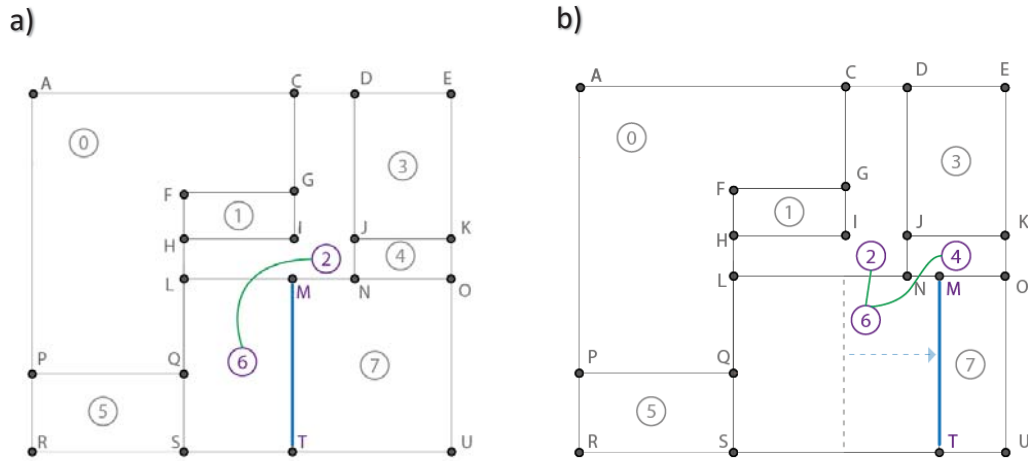 a)
A C D E
0
3
F G
1
H I J K
2 4
L M N O
6 7
P Q
5
R S T U
b)
A C D E
0
3
F G
1
H I J K
2 4
L N M O
6
P Q 7
5
R S T U